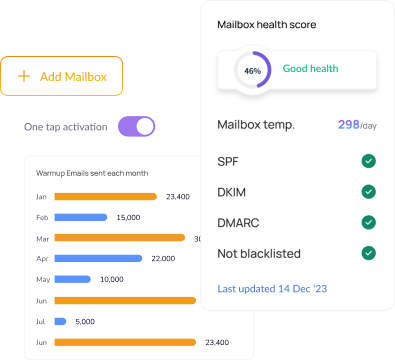 Mailbox health score
46%
Good health
Add Mailbox
One tap activation
Mailbox temp.
298/day
SPF
DKIM
DMARC
Not blacklisted
Last updated 14 Dec '23
Warmup Emails sent each month
Jan 23,400
Feb 15,000
Mar
Apr 22,000
May 10,000
Jun
Jul 5,000
Jun 23,400